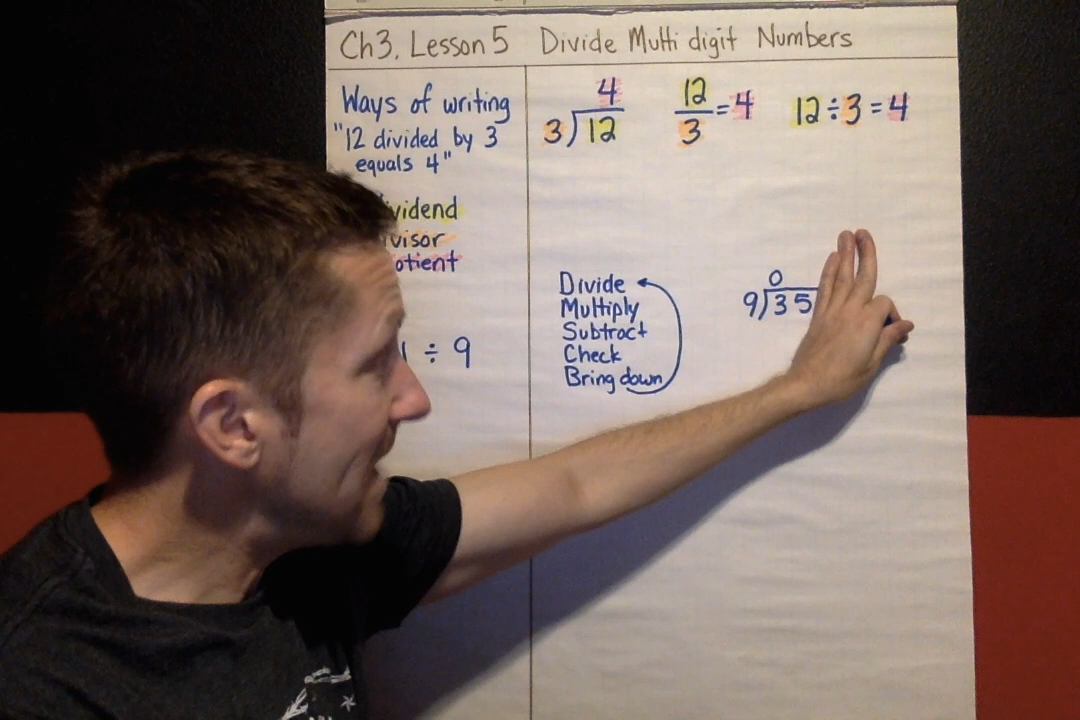 Ch3. Lesson 5 Divide Multi digit Numbers
Ways of writing
"12 divided by 3
equals 4"
4
3)12
12
3
=4
12÷3=4
vidend
visor
otient
÷ 9
Divide
Multiply
Subtract
Check
Bring down
0
9)35